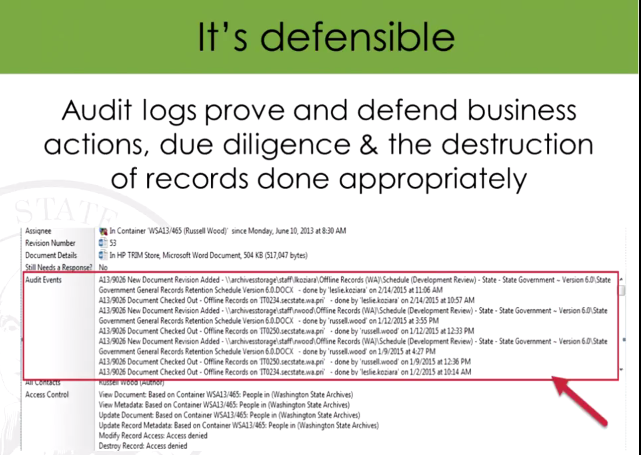 It's defensible
Audit logs prove and defend business
actions, due diligence & the destruction
of records done appropriately
Assignee In Container 'WSA13/465 (Russell Wood)' since Monday, June 10, 2013 at 8:30 AM
Revision Number 53
Document Details In HP TRIM Store, Microsoft Word Document, 504 KB (517,047 bytes)
Still Needs a Response? No
Audit Events A13/9026 New Document Revision Added - \\archivesstorage\staff\lkoziara\Offline Records (WA)\Schedule (Development Review) - State - State Government ~ Version 6.0\State
Government General Records Retention Schedule Version 6.0.DOCX - done by 'leslie.koziara' on 2/14/2015 at 11:06 AM
A13/9026 Document Checked Out - Offline Records on 'IT0234.secstate.wa.pri' - done by 'leslie.koziara' on 2/14/2015 at 10:57 AM
A13/9026 New Document Revision Added - \\archivesstorage\staff\rwood\Offline Records (WA)\Schedule (Development Review) - State - State Government ~ Version 6.0\State
Government General Records Retention Schedule Version 6.0.DOCX - done by 'russell.wood' on 1/12/2015 at 3:55 PM
A13/9026 Document Checked Out - Offline Records on 'IT0250.secstate.wa.pri' - done by 'russell.wood' on 1/12/2015 at 12:33 PM
A13/9026 New Document Revision Added - \\archivesstorage\staff\rwood\Offline Records (WA)\Schedule (Development Review) - State - State Government ~ Version 6.0\State
Government General Records Retention Schedule Version 6.0.DOCX - done by 'russell.wood' on 1/9/2015 at 4:27 PM
A13/9026 Document Checked Out - Offline Records on 'IT0250.secstate.wa.pri' - done by 'russell.wood' on 1/9/2015 at 12:36 PM
A13/9026 Document Checked Out - Offline Records on 'IT0234.secstate.wa.pri' - done by 'leslie.koziara' on 1/2/2015 at 10:14 AM
All Contacts Russell Wood (Author)
Access Control View Document: Based on Container WSA13/465: People in (Washington State Archives)
View Metadata: Based on Container WSA13/465: People in (Washington State Archives)
Update Document: Based on Container WSA13/465: People in (Washington State Archives)
Update Record Metadata: Based on Container WSA13/465: People in (Washington State Archives)
Modify Record Access: Access denied
Destroy Record: Access denied
STATE